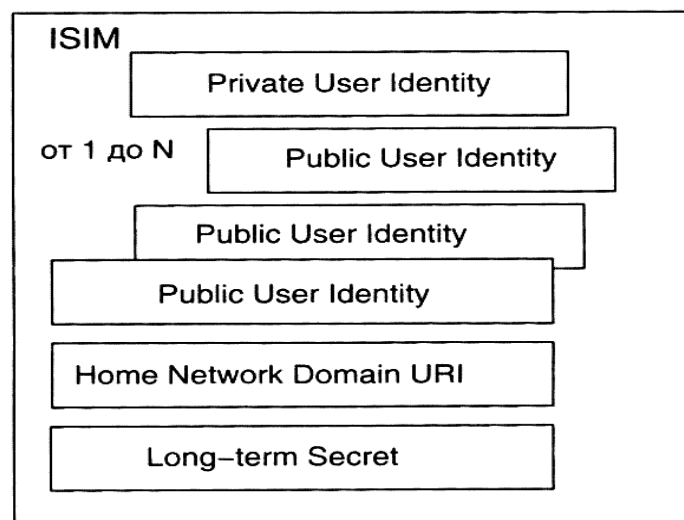 ISIM
Private User Identity
от 1 до N
Public User Identity
Public User Identity
Public User Identity
Home Network Domain URI
Long–term Secret